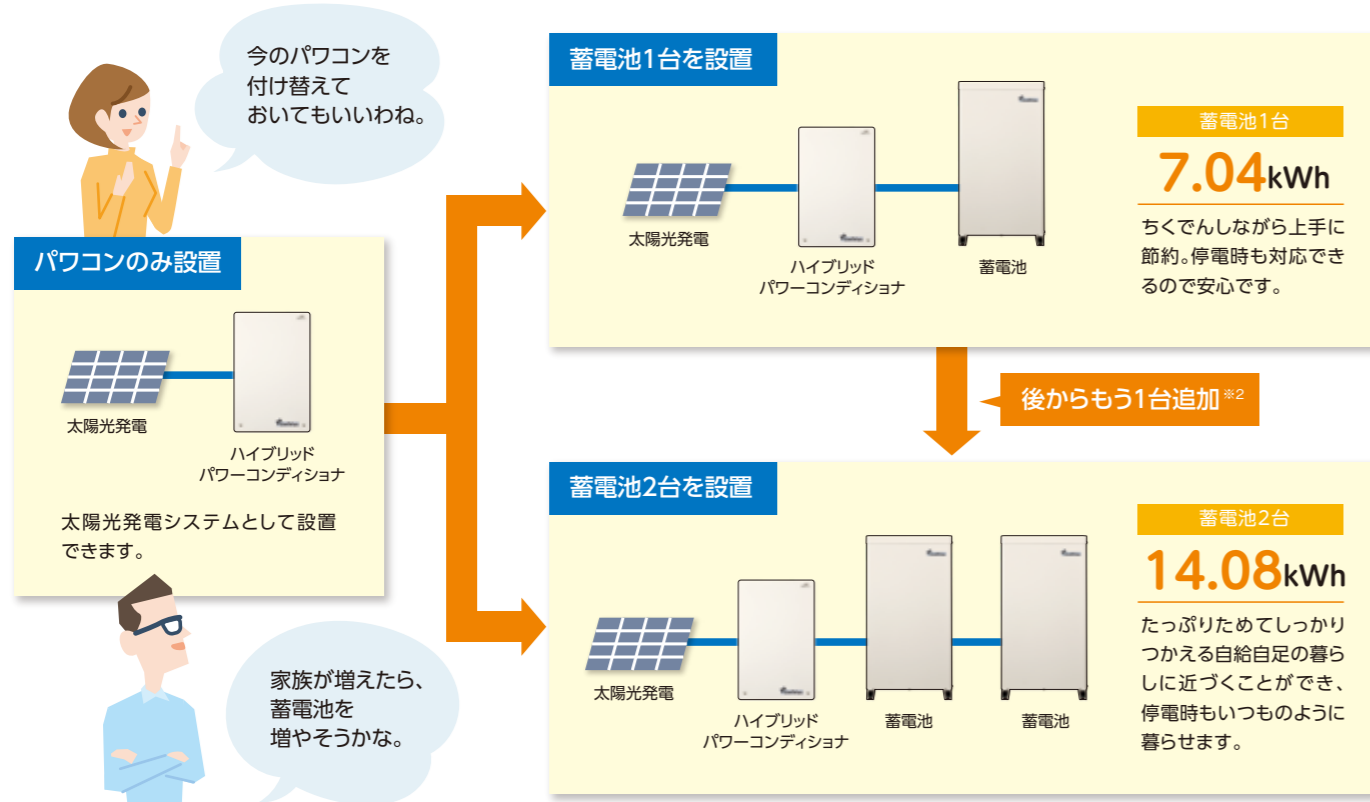 今のパワコンを
付け替えて
おいてもいいわね。
パワコンのみ設置
太陽光発電
ハイブリッド
パワーコンディショナ
太陽光発電システムとして設置
できます。
家族が増えたら、
蓄電池を
増やそうかな。
蓄電池1台を設置
太陽光発電
ハイブリッド
パワーコンディショナ
蓄電池
蓄電池1台
7.04kWh
ちくでんしながら上手に
節約。停電時も対応でき
るので安心です。
後からもう1台追加※2
蓄電池2台を設置
太陽光発電
ハイブリッド
パワーコンディショナ
蓄電池
蓄電池
蓄電池2台
14.08kWh
たっぷりためてしっかり
つかえる自給自足の暮ら
しに近づくことができ、
停電時もいつものように
暮らせます。